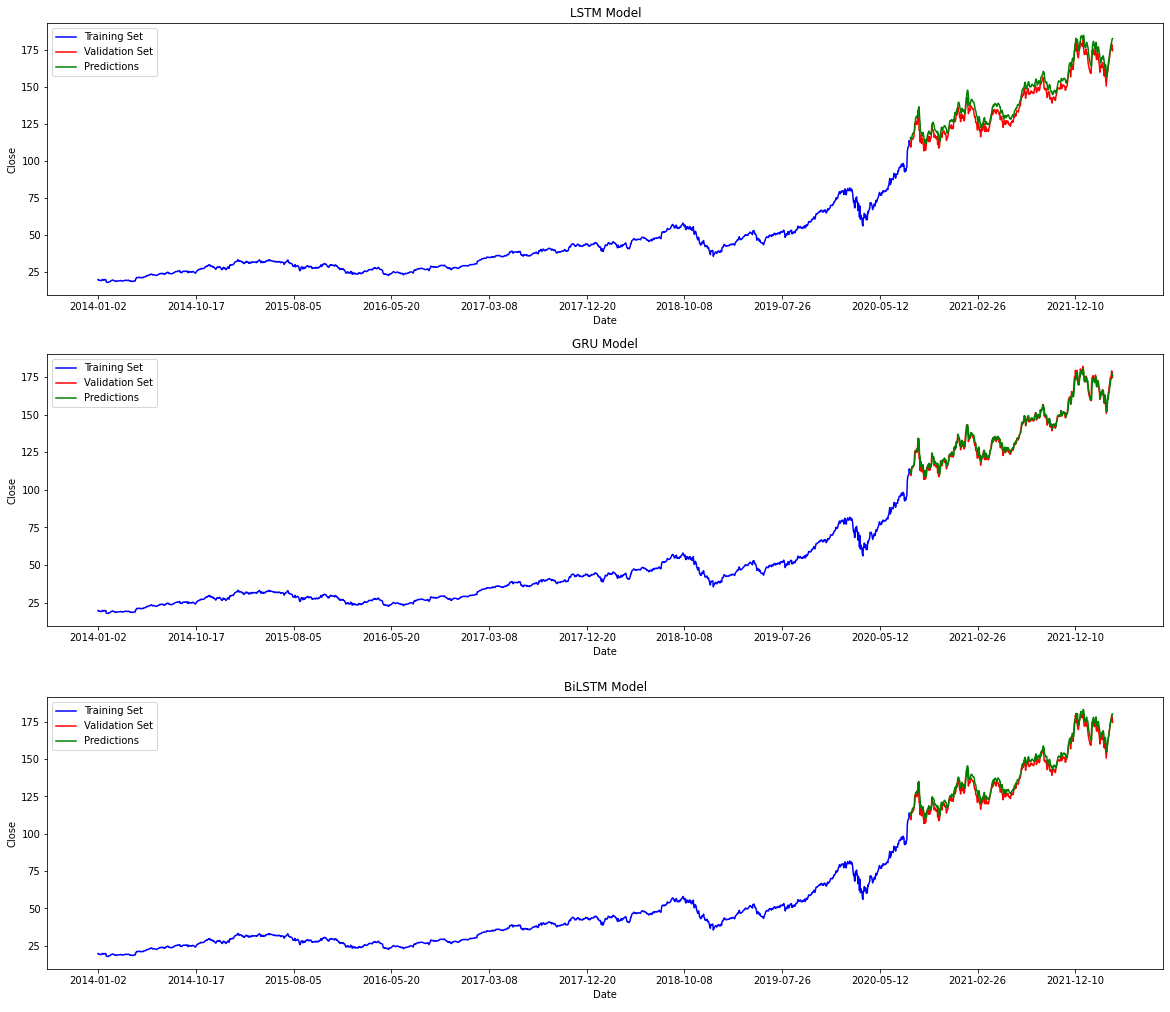 LSTM Model
Training Set
Validation Set
Predictions
Close
175
150
125
100
75
50
25
2014-01-02 2014-10-17 2015-08-05 2016-05-20 2017-03-08 2017-12-20 2018-10-08 2019-07-26 2020-05-12 2021-02-26 2021-12-10
Date
GRU Model
Training Set
Validation Set
Predictions
Close
175
150
125
100
75
50
25
2014-01-02 2014-10-17 2015-08-05 2016-05-20 2017-03-08 2017-12-20 2018-10-08 2019-07-26 2020-05-12 2021-02-26 2021-12-10
Date
BiLSTM Model
Training Set
Validation Set
Predictions
Close
175
150
125
100
75
50
25
2014-01-02 2014-10-17 2015-08-05 2016-05-20 2017-03-08 2017-12-20 2018-10-08 2019-07-26 2020-05-12 2021-02-26 2021-12-10
Date